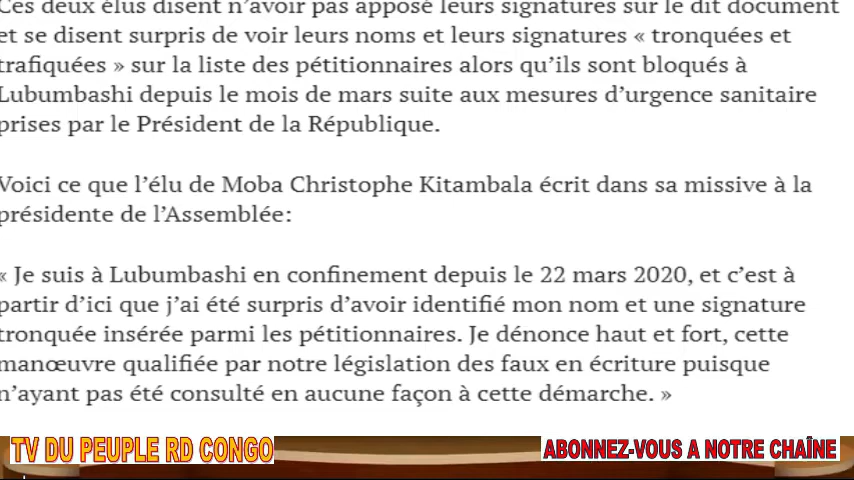 Ces deux élus disent n’avoir pas apposé leurs signatures sur le dit document
et se disent surpris de voir leurs noms et leurs signatures « tronquées et
trafiquées » sur la liste des pétitionnaires alors qu’ils sont bloqués à
Lubumbashi depuis le mois de mars suite aux mesures d’urgence sanitaire
prises par le Président de la République.
Voici ce que l’élu de Moba Christophe Kitambala écrit dans sa missive à la
présidente de l’Assemblée:
« Je suis à Lubumbashi en confinement depuis le 22 mars 2020, et c’est à
partir d’ici que j’ai été surpris d’avoir identifié mon nom et une signature
tronquée insérée parmi les pétitionnaires. Je dénonce haut et fort, cette
manœuvre qualifiée par notre législation des faux en écriture puisque
n’ayant pas été consulté en aucune façon à cette démarche. »
TV DU PEUPLE RD CONGO
ABONNEZ-VOUS A NOTRE CHAÎNE